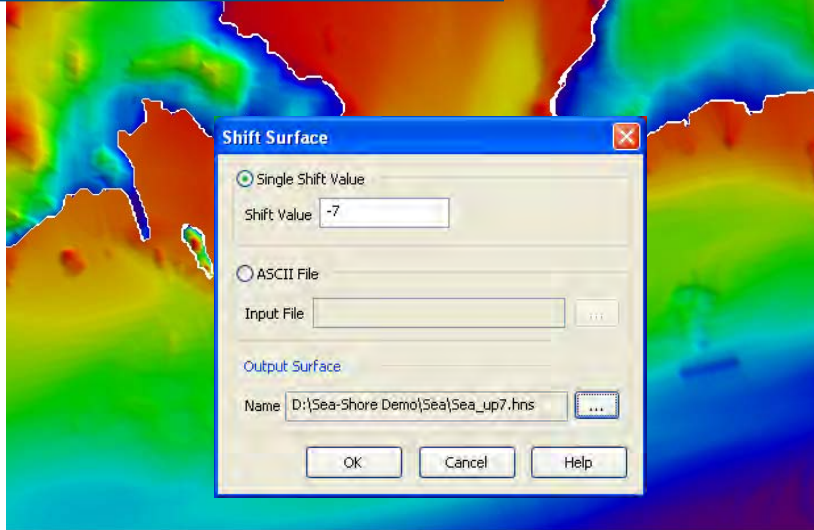 Shift Surface
Single Shift Value
Shift Value -7
ASCII File
Input File ...
Output Surface
Name D:\Sea-Shore Demo\Sea\Sea_up7.hns ...
OK Cancel Help